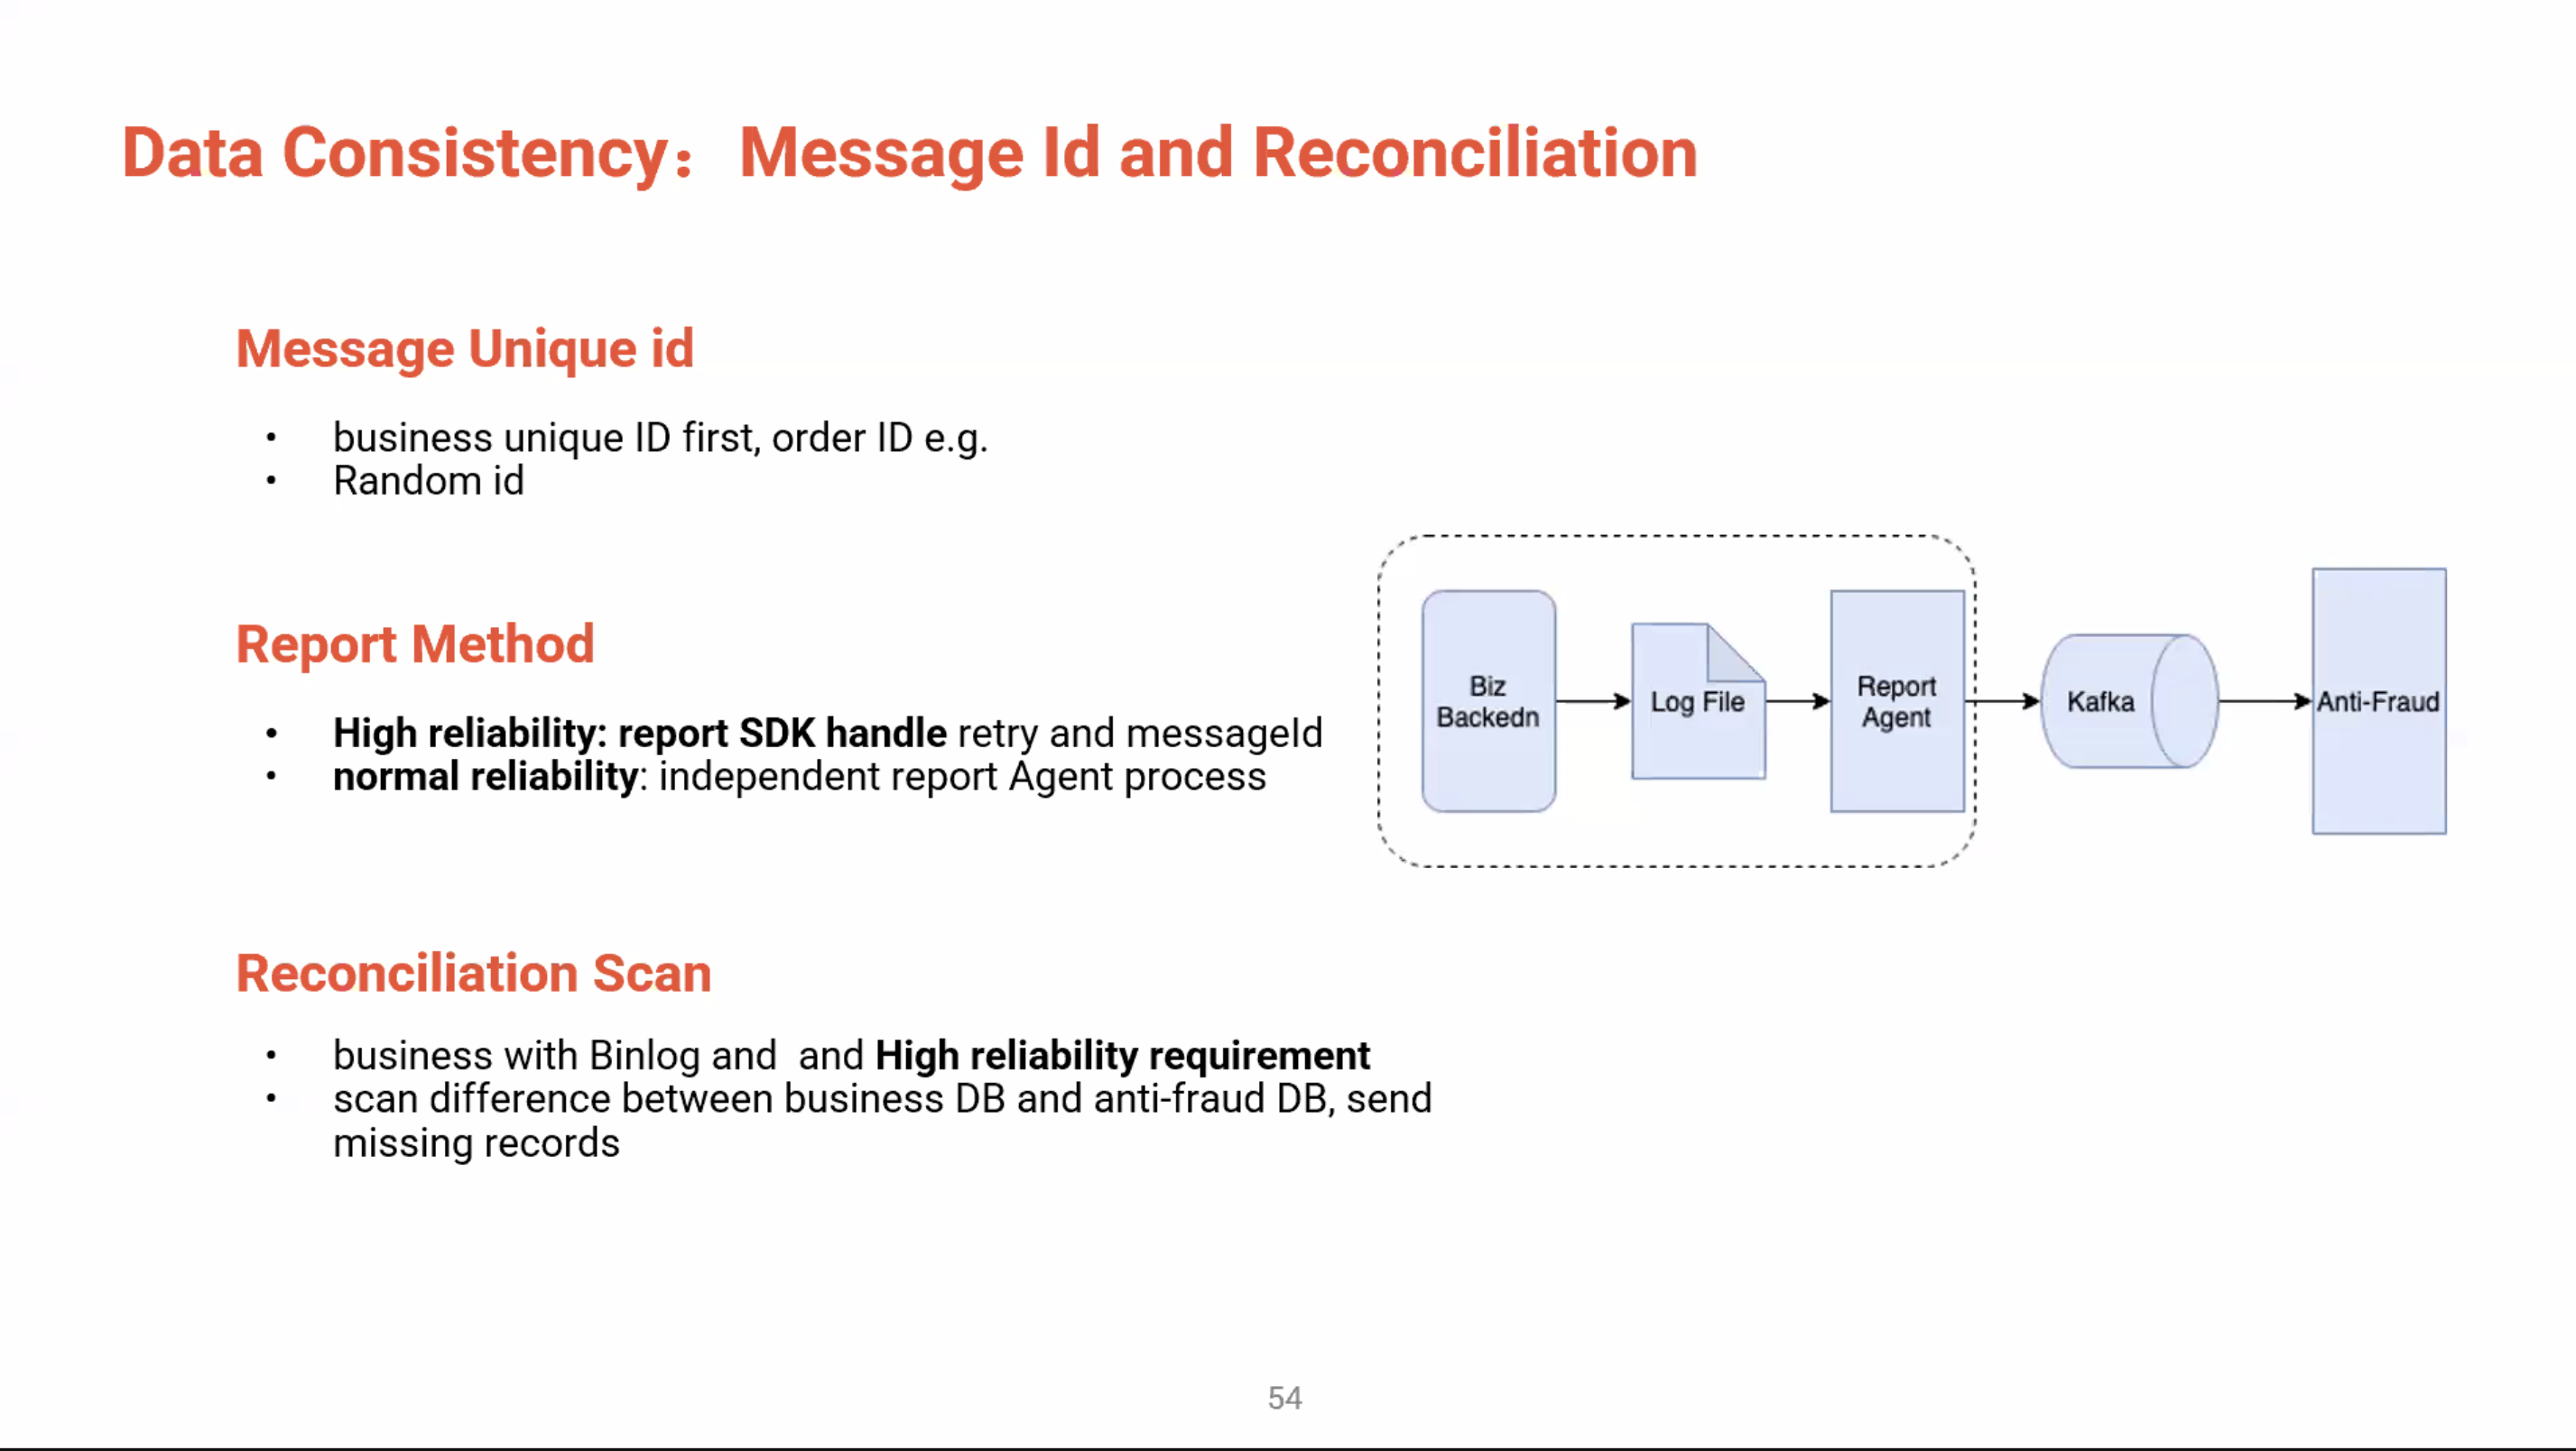 Data Consistency：Message Id and Reconciliation
Message Unique id
• business unique ID first, order ID e.g.
• Random id
Report Method
• High reliability: report SDK handle retry and messageId
• normal reliability: independent report Agent process
Biz
Backedn
Log File
Report
Agent
Kafka
Anti-Fraud
Reconciliation Scan
• business with Binlog and  and High reliability requirement
• scan difference between business DB and anti-fraud DB, send
missing records
54